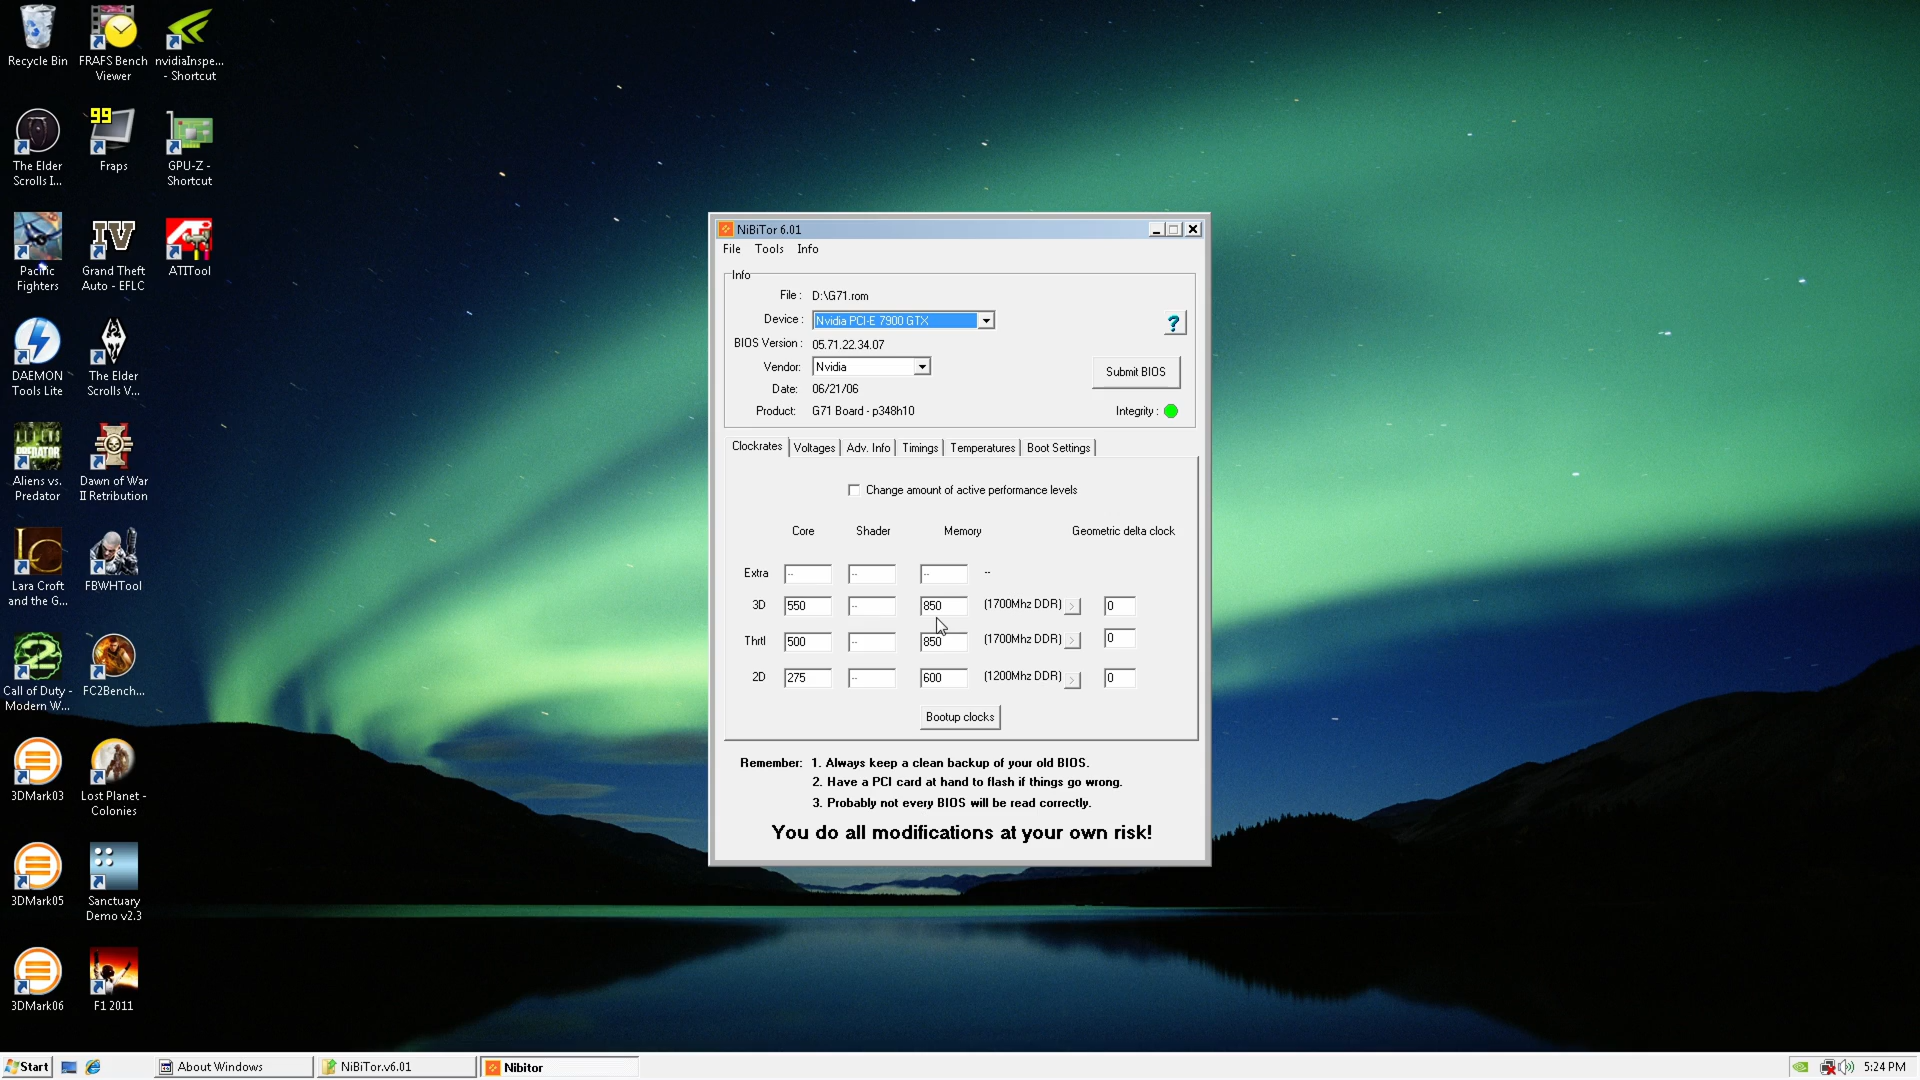 Recycle Bin
FRAFS Bench
Viewer
nvidiaInspe...
- Shortcut
The Elder
Scrolls I...
99
Fraps
GPU-Z -
Shortcut
Pacific
Fighters
IV
Grand Theft
Auto - EFLC
ATI
ATITool
DAEMON
Tools Lite
The Elder
Scrolls V...
ALIENS
PREDATOR
Aliens vs.
Predator
Dawn of War
II Retribution
LC
Lara Croft
and the G...
FBWHTool
2
Call of Duty -
Modern W...
FC2Bench...
3DMark03
Lost Planet -
Colonies
3DMark05
Sanctuary
Demo v2.3
3DMark06
F1 2011
NiBiTor 6.01
File Tools Info
Info
File : D:\G71.rom
Device : Nvidia PCI-E 7900 GTX
?
BIOS Version : 05.71.22.34.07
Vendor: Nvidia
Submit BIOS
Date: 06/21/06
Product: G71 Board - p348h10
Integrity :
Clockrates Voltages Adv. Info Timings Temperatures Boot Settings
Change amount of active performance levels
Core Shader Memory Geometric delta clock
Extra -- -- -- --
3D 550 -- 850 (1700Mhz DDR) > 0
Thrtl 500 -- 850 (1700Mhz DDR) > 0
2D 275 -- 600 (1200Mhz DDR) > 0
Bootup clocks
Remember: 1. Always keep a clean backup of your old BIOS.
2. Have a PCI card at hand to flash if things go wrong.
3. Probably not every BIOS will be read correctly.
You do all modifications at your own risk!
Start
About Windows
NiBiTor.v6.01
Nibitor
5:24 PM